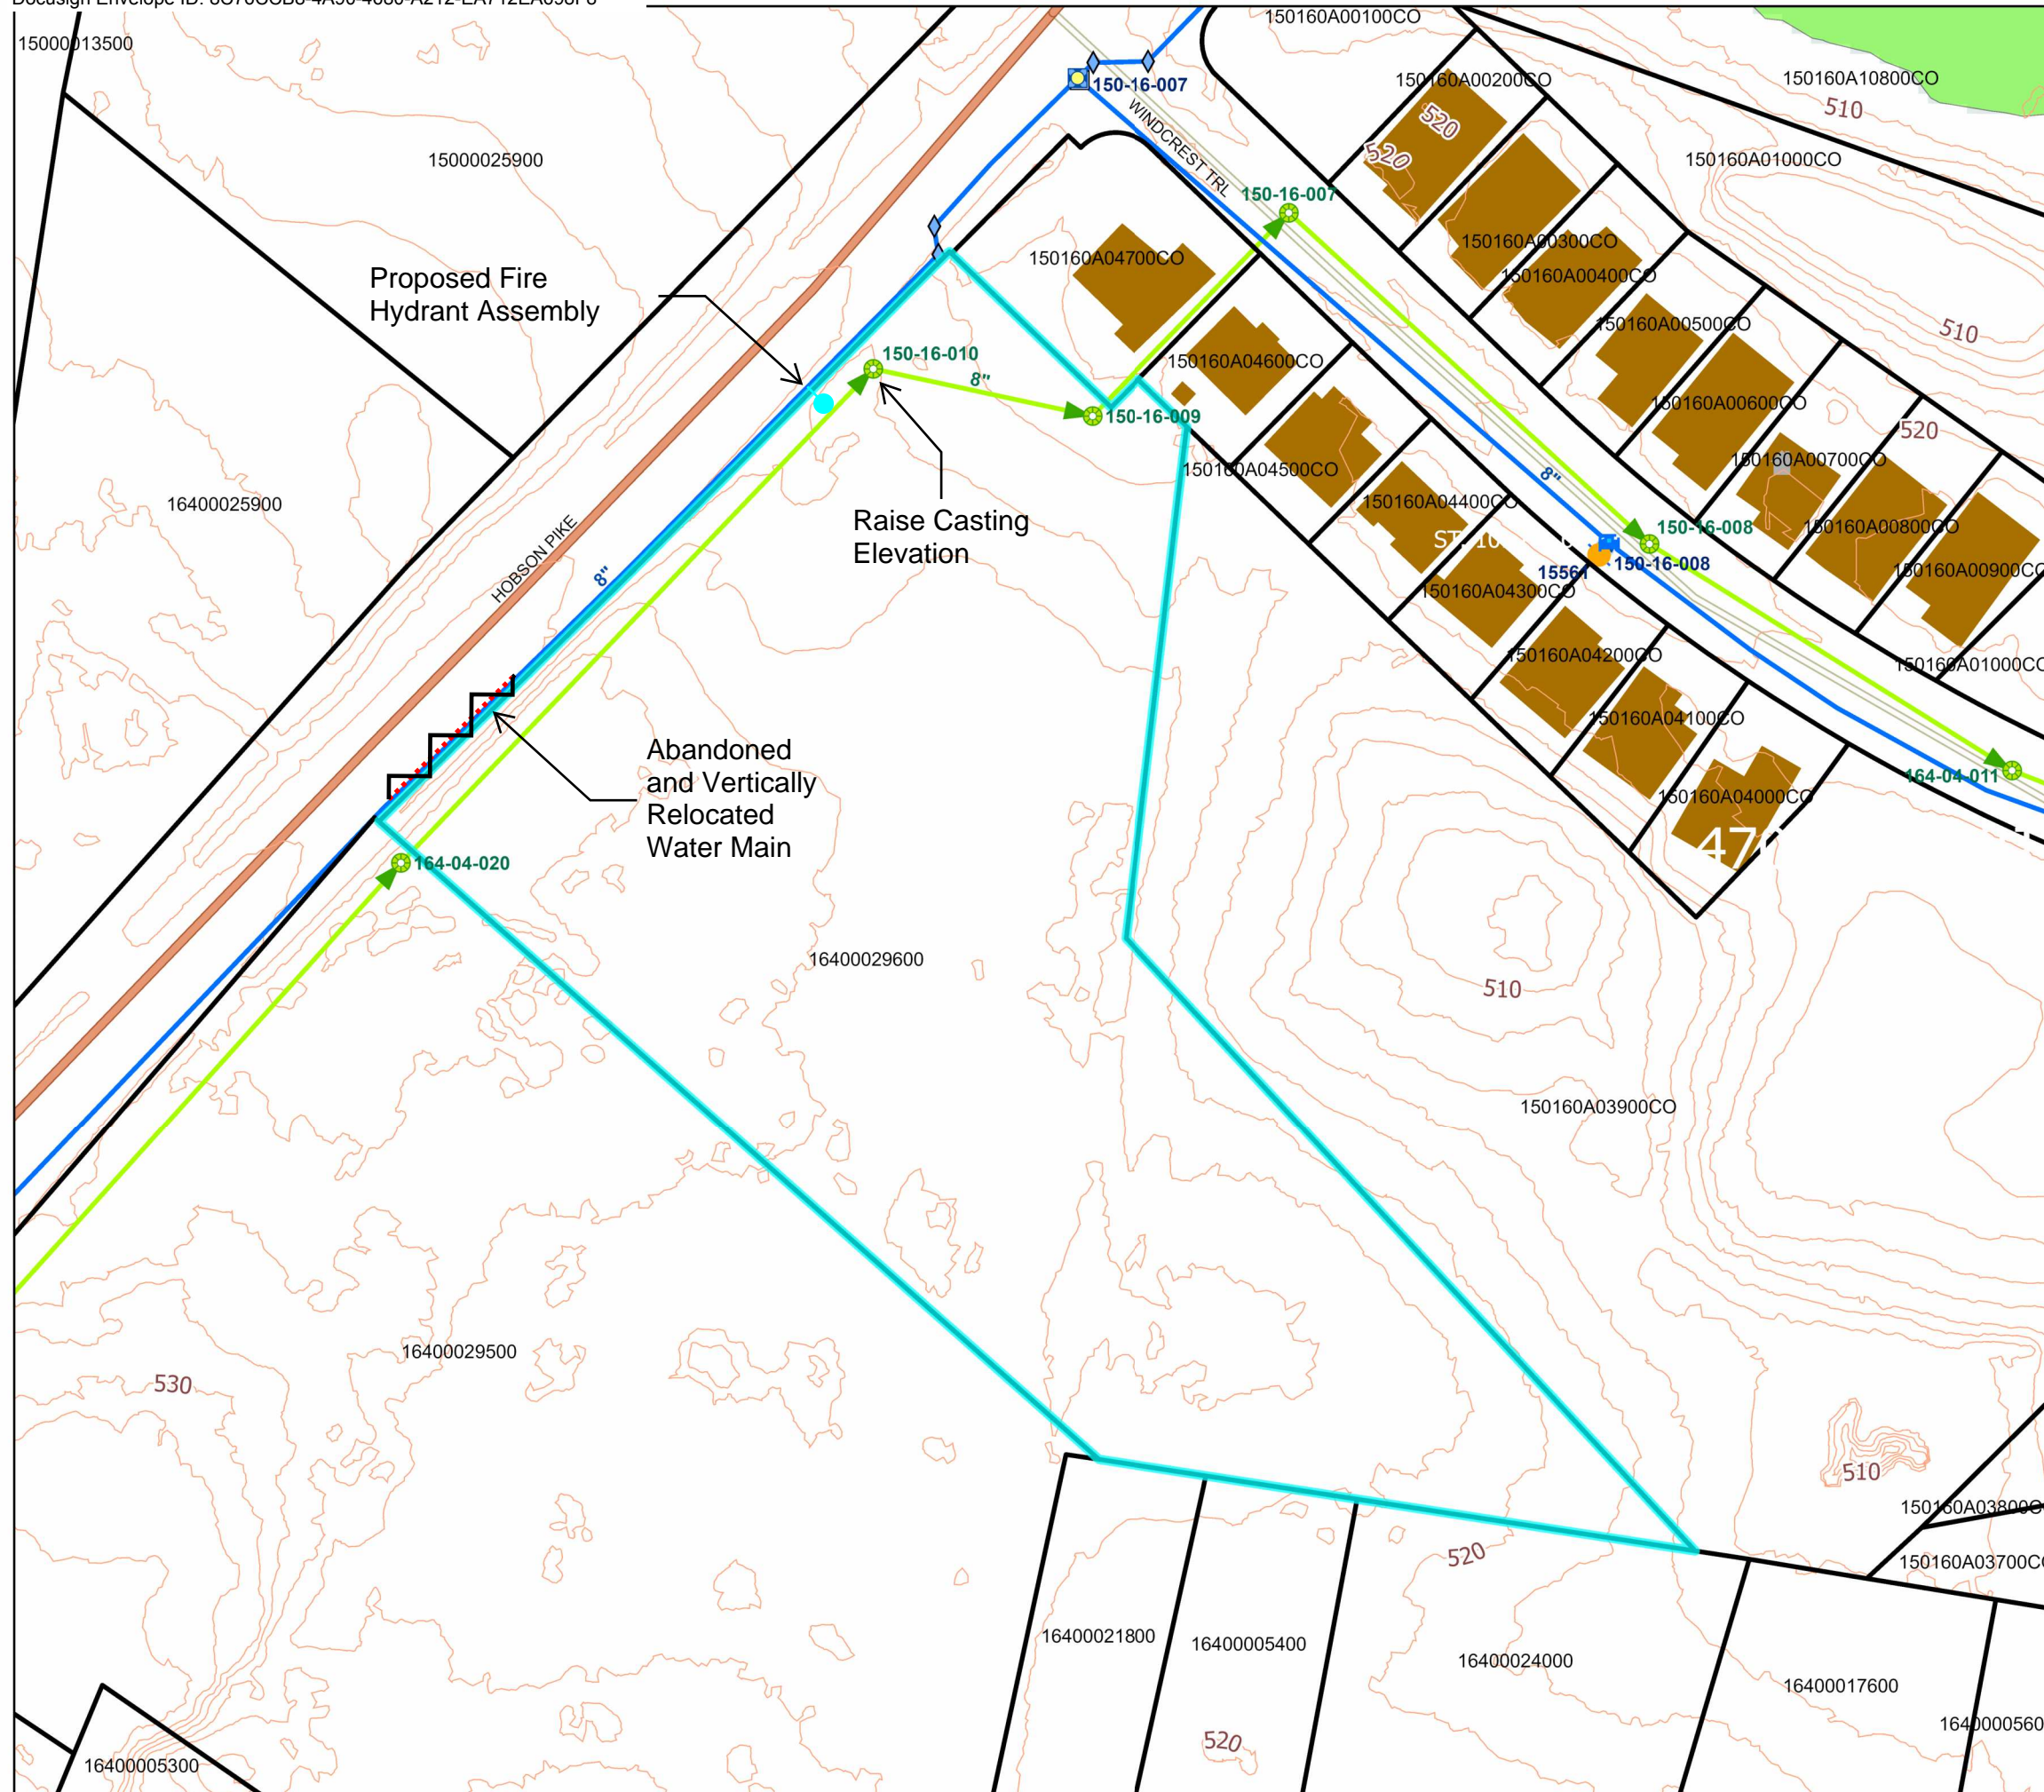 15000013500
150160A00100CO
150-16-007
150160A00200CO
150160A10800CO
510
WINDCREST TRL
520
520
15000025900
150160A01000CO
150-16-007
150160A00300CO
150160A04700CO
150160A00400CO
Proposed Fire
Hydrant Assembly
150160A00500CO
510
150-16-010
8"
150160A04600CO
150-16-009
150160A00600CO
520
150160A04500CO
150160A00700CO
8"
16400025900
150160A04400CO
Raise Casting
Elevation
150-16-008
150160A00800CO
HOBSON PIKE
8"
15561
150-16-008
150160A00900CO
150160A04300CO
150160A04200CO
150160A01000CO
150160A04100CO
Abandoned
and Vertically
Relocated
Water Main
164-04-011
150160A04000CO
164-04-020
16400029600
510
150160A03900CO
16400029500
530
510
520
16400021800
16400005400
16400024000
16400017600
520
16400005300